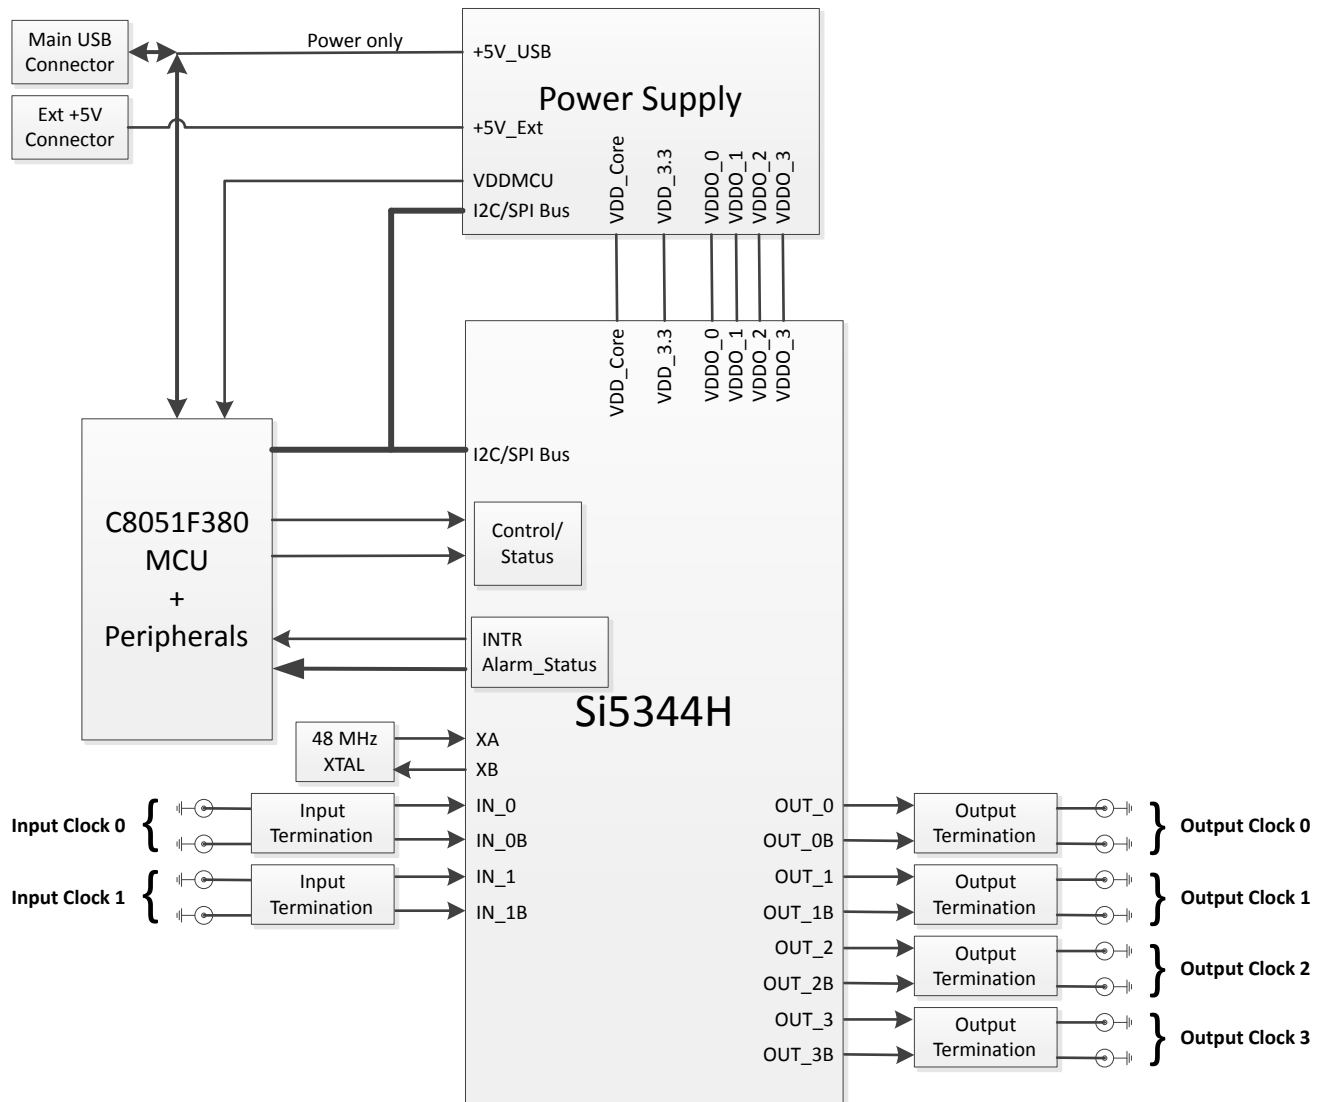 Main USB
Connector
Power only
+5V_USB
Power Supply
Ext +5V
Connector
+5V_Ext
VDDMCU
I2C/SPI Bus
VDD_Core
VDD_3.3
VDDO_0
VDDO_1
VDDO_2
VDDO_3
VDD_Core
VDD_3.3
VDDO_0
VDDO_1
VDDO_2
VDDO_3
I2C/SPI Bus
C8051F380
MCU
+
Peripherals
Control/
Status
INTR
Alarm_Status
Si5344H
48 MHz
XTAL
XA
XB
Input Clock 0
Input
Termination
IN_0
IN_0B
Input Clock 1
Input
Termination
IN_1
IN_1B
OUT_0
OUT_0B
Output
Termination
Output Clock 0
OUT_1
OUT_1B
Output
Termination
Output Clock 1
OUT_2
OUT_2B
Output
Termination
Output Clock 2
OUT_3
OUT_3B
Output
Termination
Output Clock 3